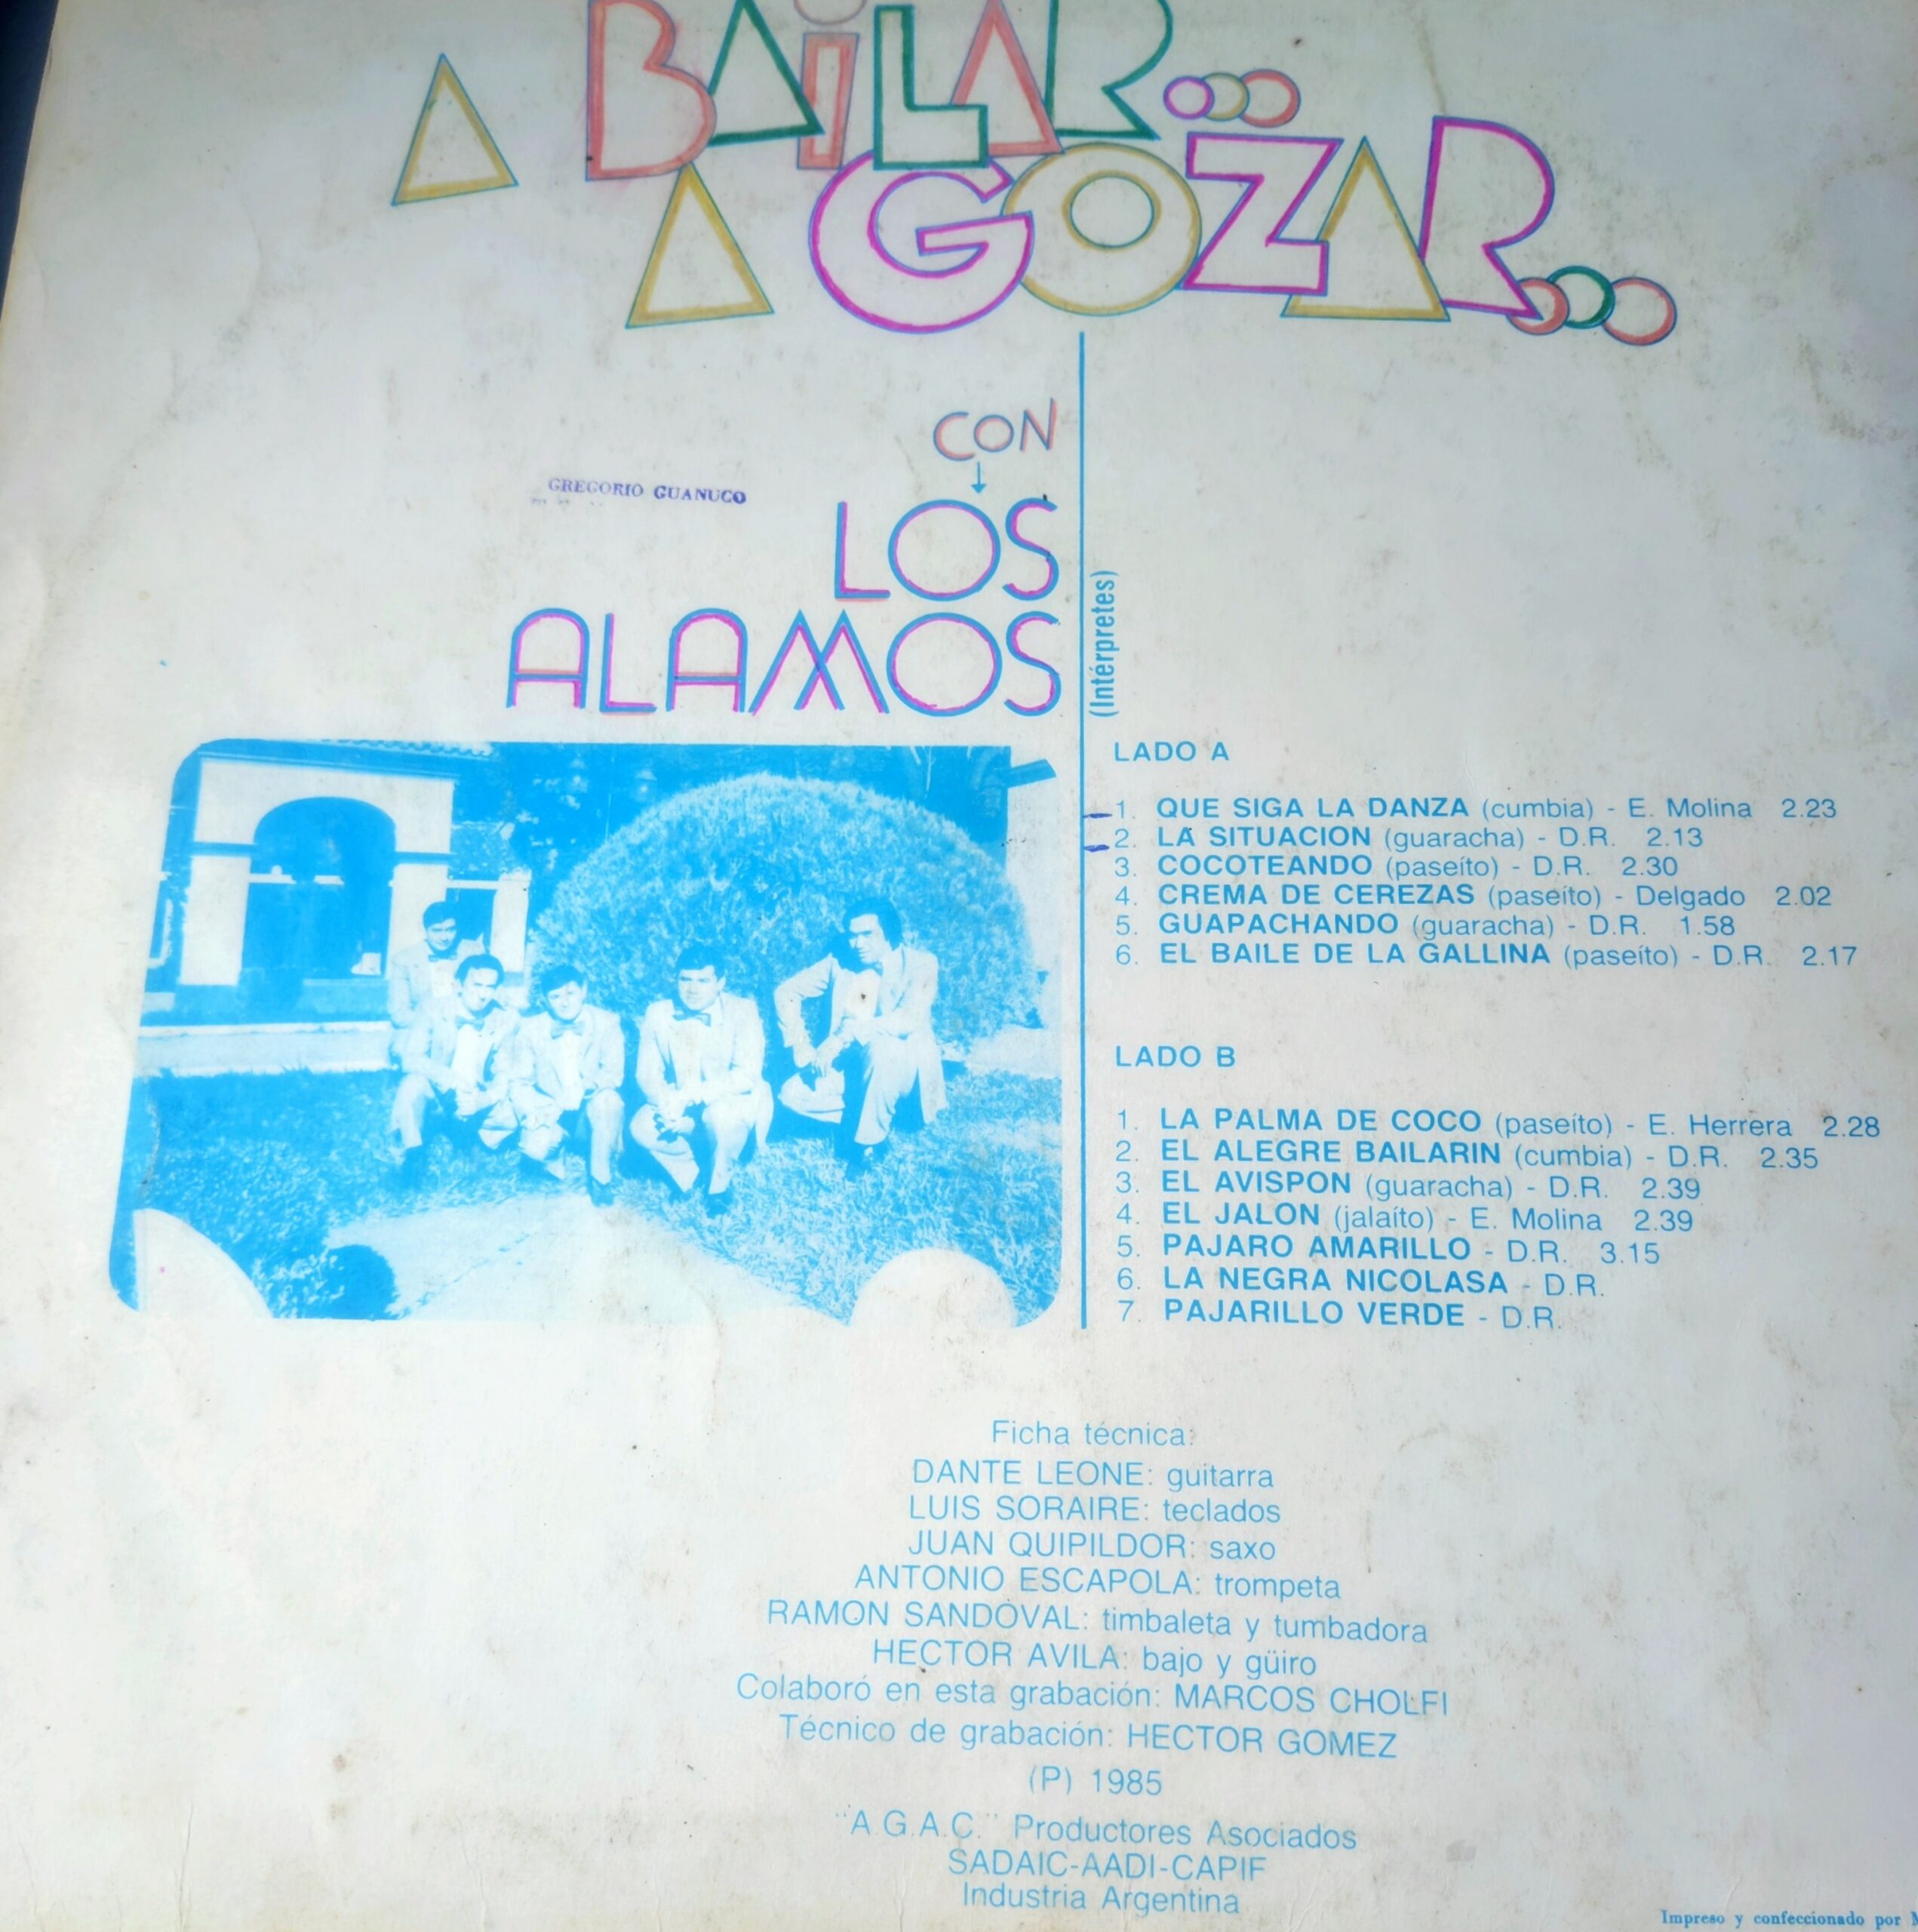 A BAILAR...
A GOZAR...
CON
GREGORIO GUANUCO
LOS
ALAMOS
(Intérpretes)
LADO A
1. QUE SIGA LA DANZA (cumbia) - E. Molina 2.23
2. LA SITUACION (guaracha) - D.R. 2.13
3. COCOTEANDO (paseíto) - D.R. 2.30
4. CREMA DE CEREZAS (paseíto) - Delgado 2.02
5. GUAPACHANDO (guaracha) - D.R. 1.58
6. EL BAILE DE LA GALLINA (paseíto) - D.R. 2.17
LADO B
1. LA PALMA DE COCO (paseíto) - E. Herrera 2.28
2. EL ALEGRE BAILARIN (cumbia) - D.R. 2.35
3. EL AVISPON (guaracha) - D.R. 2.39
4. EL JALON (jalaíto) - E. Molina 2.39
5. PAJARO AMARILLO - D.R. 3.15
6. LA NEGRA NICOLASA - D.R.
7. PAJARILLO VERDE - D.R.
Ficha técnica:
DANTE LEONE: guitarra
LUIS SORAIRE: teclados
JUAN QUIPILDOR: saxo
ANTONIO ESCAPOLA: trompeta
RAMON SANDOVAL: timbaleta y tumbadora
HECTOR AVILA: bajo y güiro
Colaboró en esta grabación: MARCOS CHOLFI
Técnico de grabación: HECTOR GOMEZ
(P) 1985
"A.G.A.C." Productores Asociados
SADAIC-AADI-CAPIF
Industria Argentina
Impreso y confeccionado por